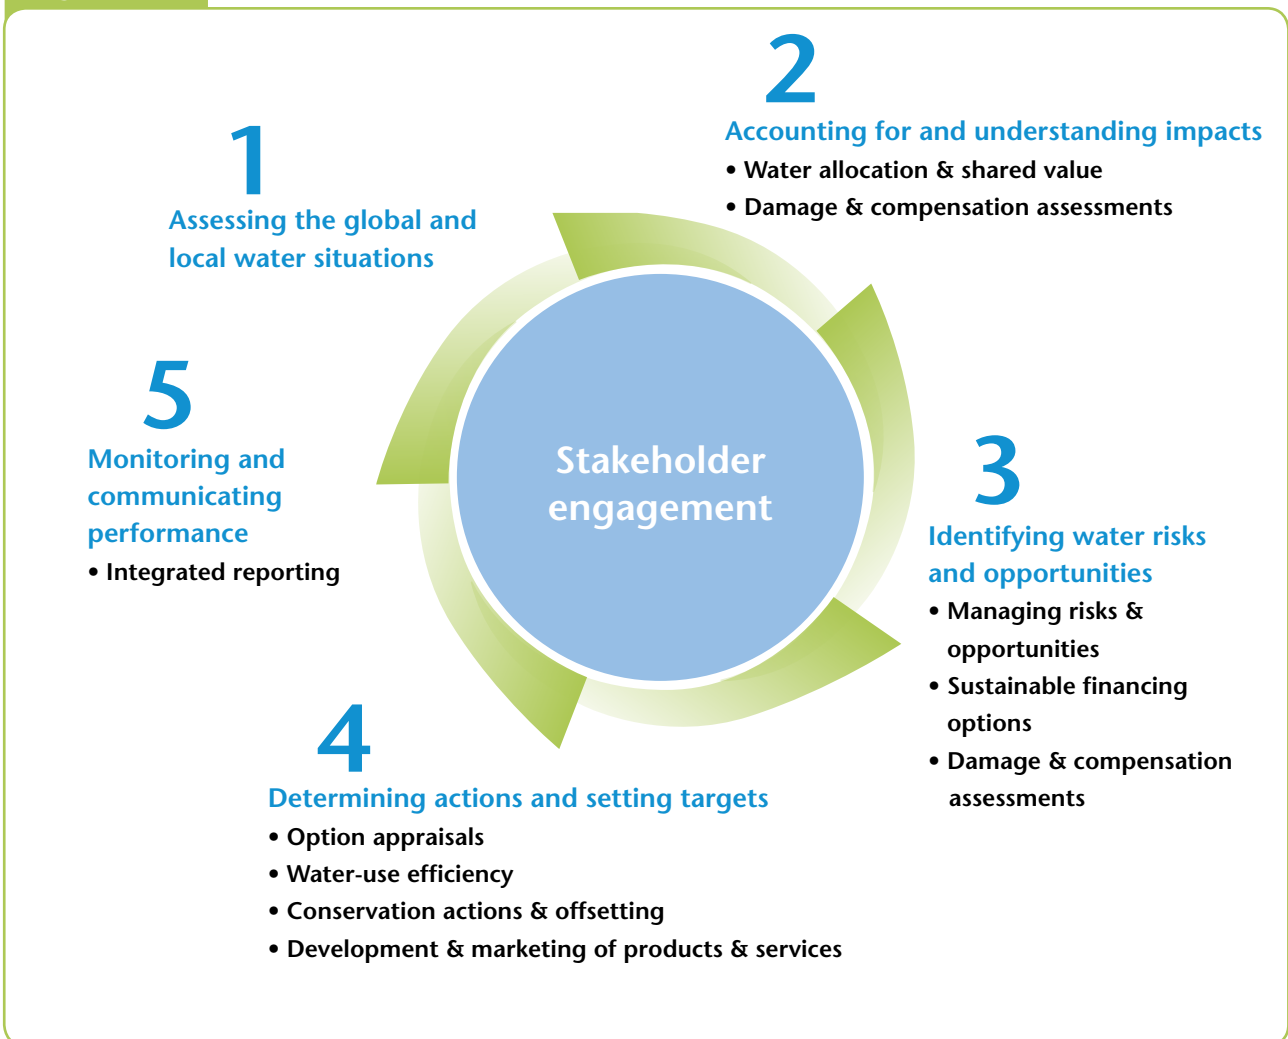 1
Assessing the global and
local water situations
2
Accounting for and understanding impacts
• Water allocation & shared value
• Damage & compensation assessments
3
Identifying water risks
and opportunities
• Managing risks &
opportunities
• Sustainable financing
options
• Damage & compensation
assessments
4
Determining actions and setting targets
• Option appraisals
• Water-use efficiency
• Conservation actions & offsetting
• Development & marketing of products & services
5
Monitoring and
communicating
performance
• Integrated reporting
Stakeholder
engagement